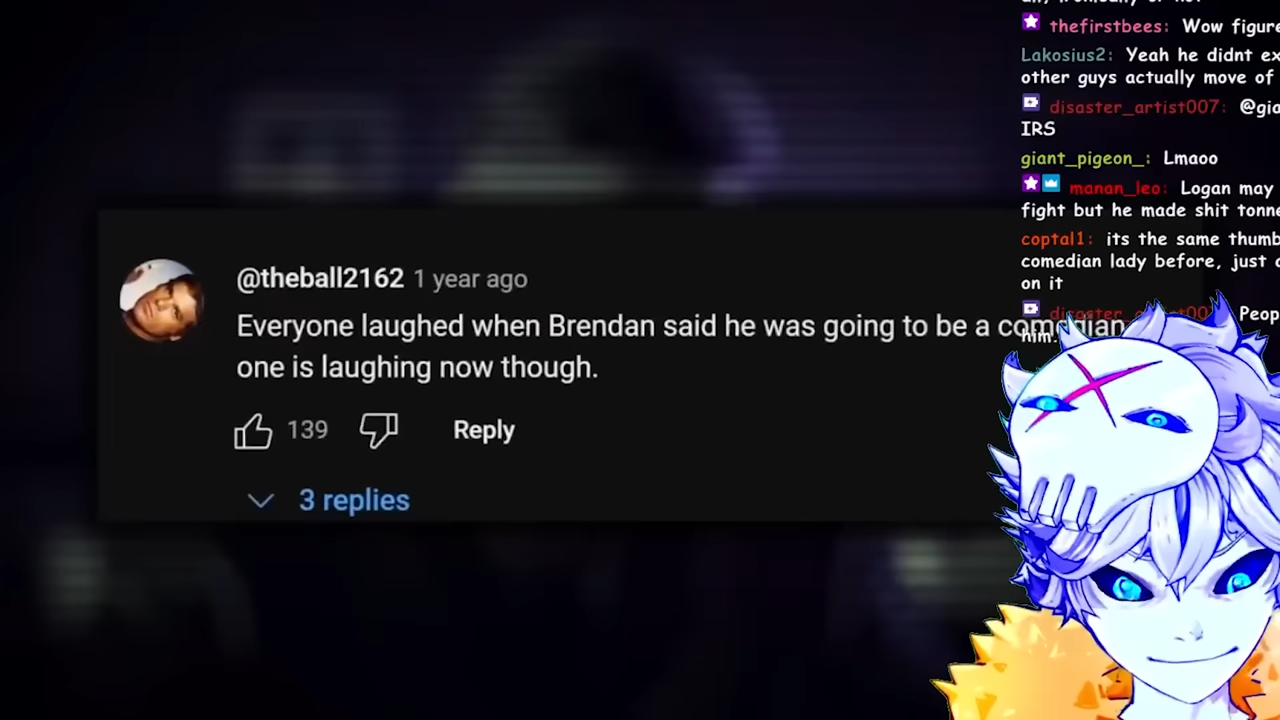 thefirstbees: Wow figure
Lakosius2: Yeah he didnt ex
other guys actually move of
disaster_artist007: @gia
IRS
giant_pigeon_: Lmaoo
manan_leo: Logan may
fight but he made shit tonne
coptal1: its the same thumb
comedian lady before, just
on it
Peop
him.
@theball2162 1 year ago
Everyone laughed when Brendan said he was going to be a comedian
one is laughing now though.
139 Reply
3 replies